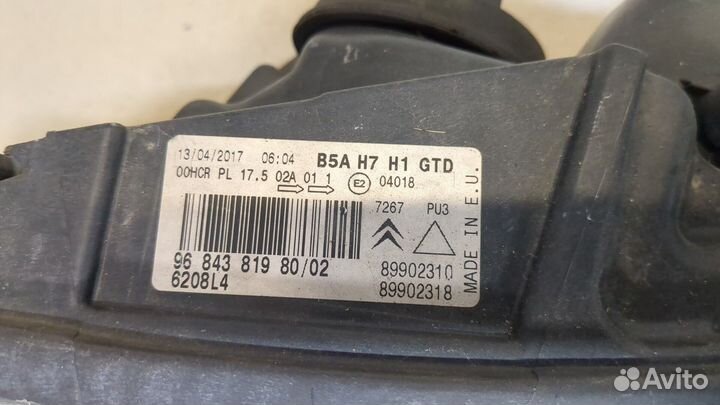 13/04/2017 06:04 B5A H7 H1 GTD
00HCR PL 17.5 02A 01 1 E2 04018
7267 PU3
96 843 819 80/02
6208L4
89902310
89902318
MADE IN E.U.
Avito